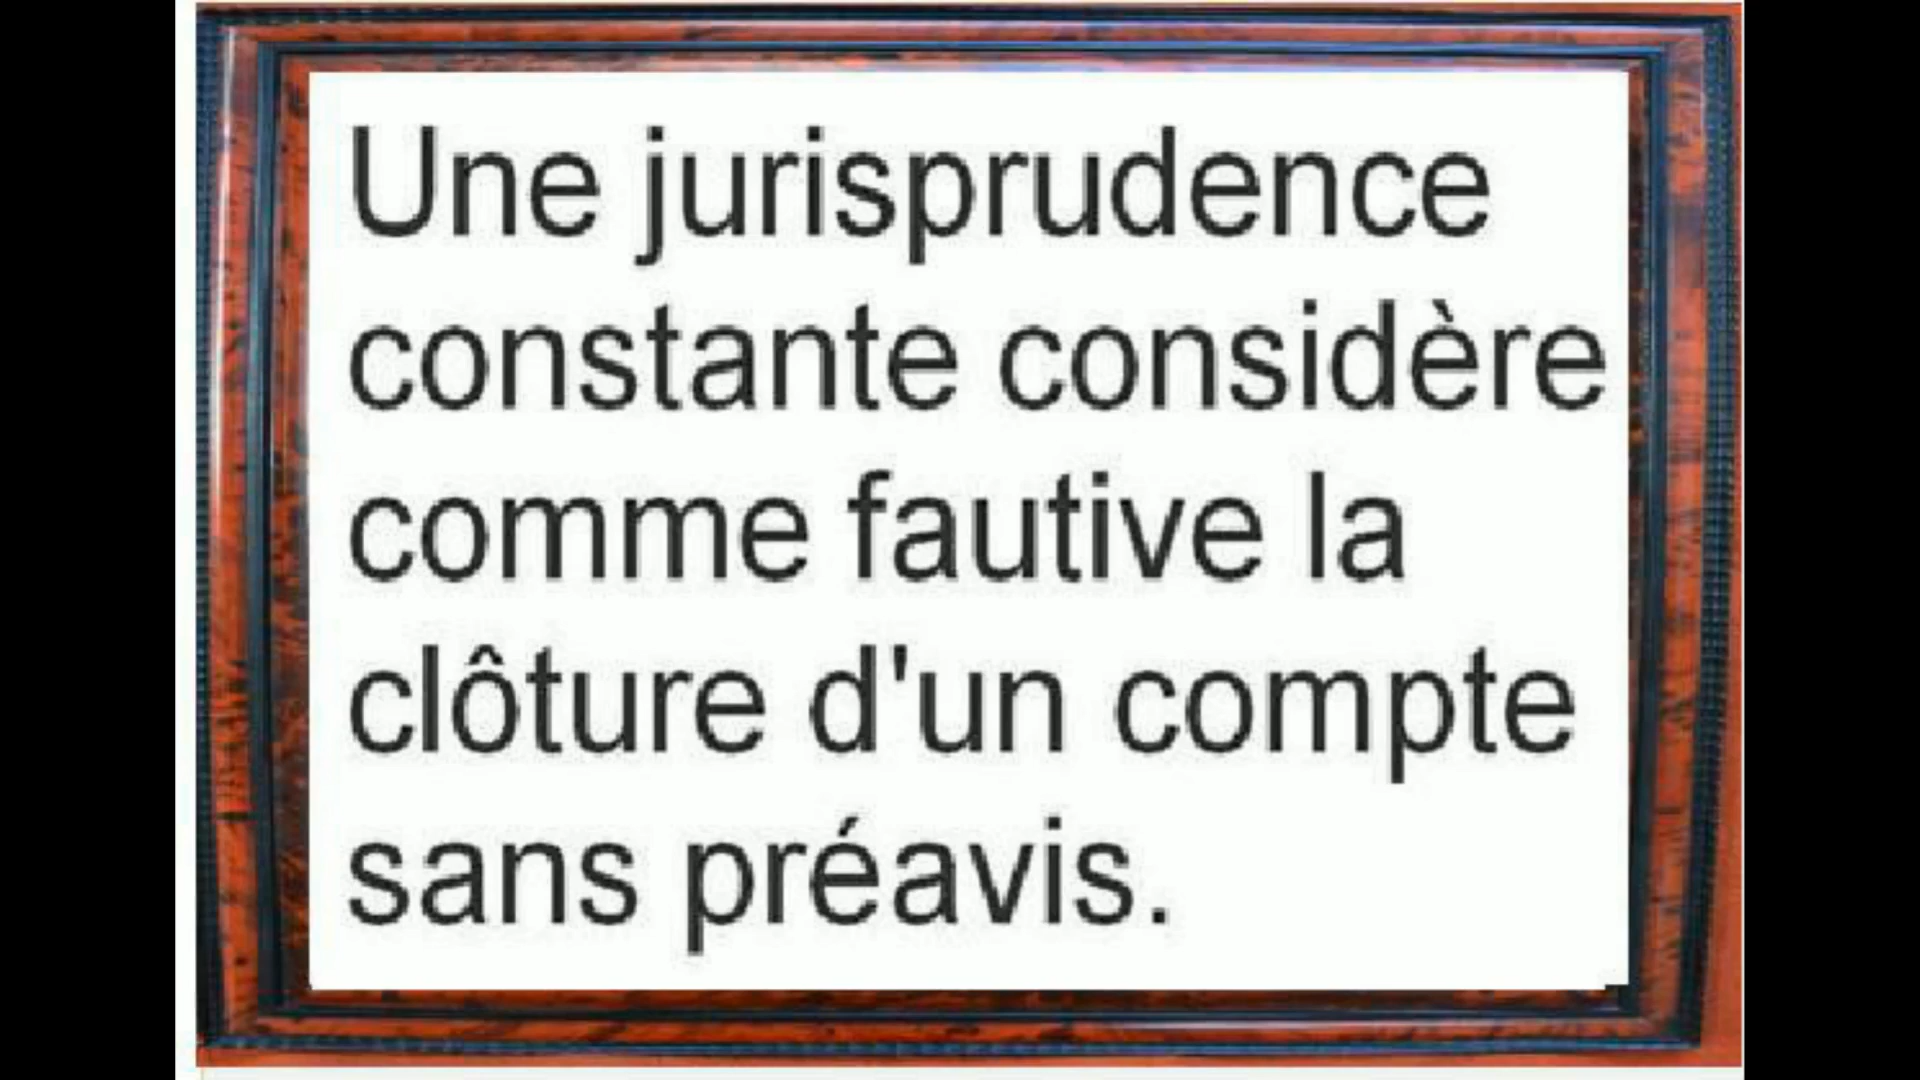 Une jurisprudence
constante considère
comme fautive la
clôture d'un compte
sans préavis.